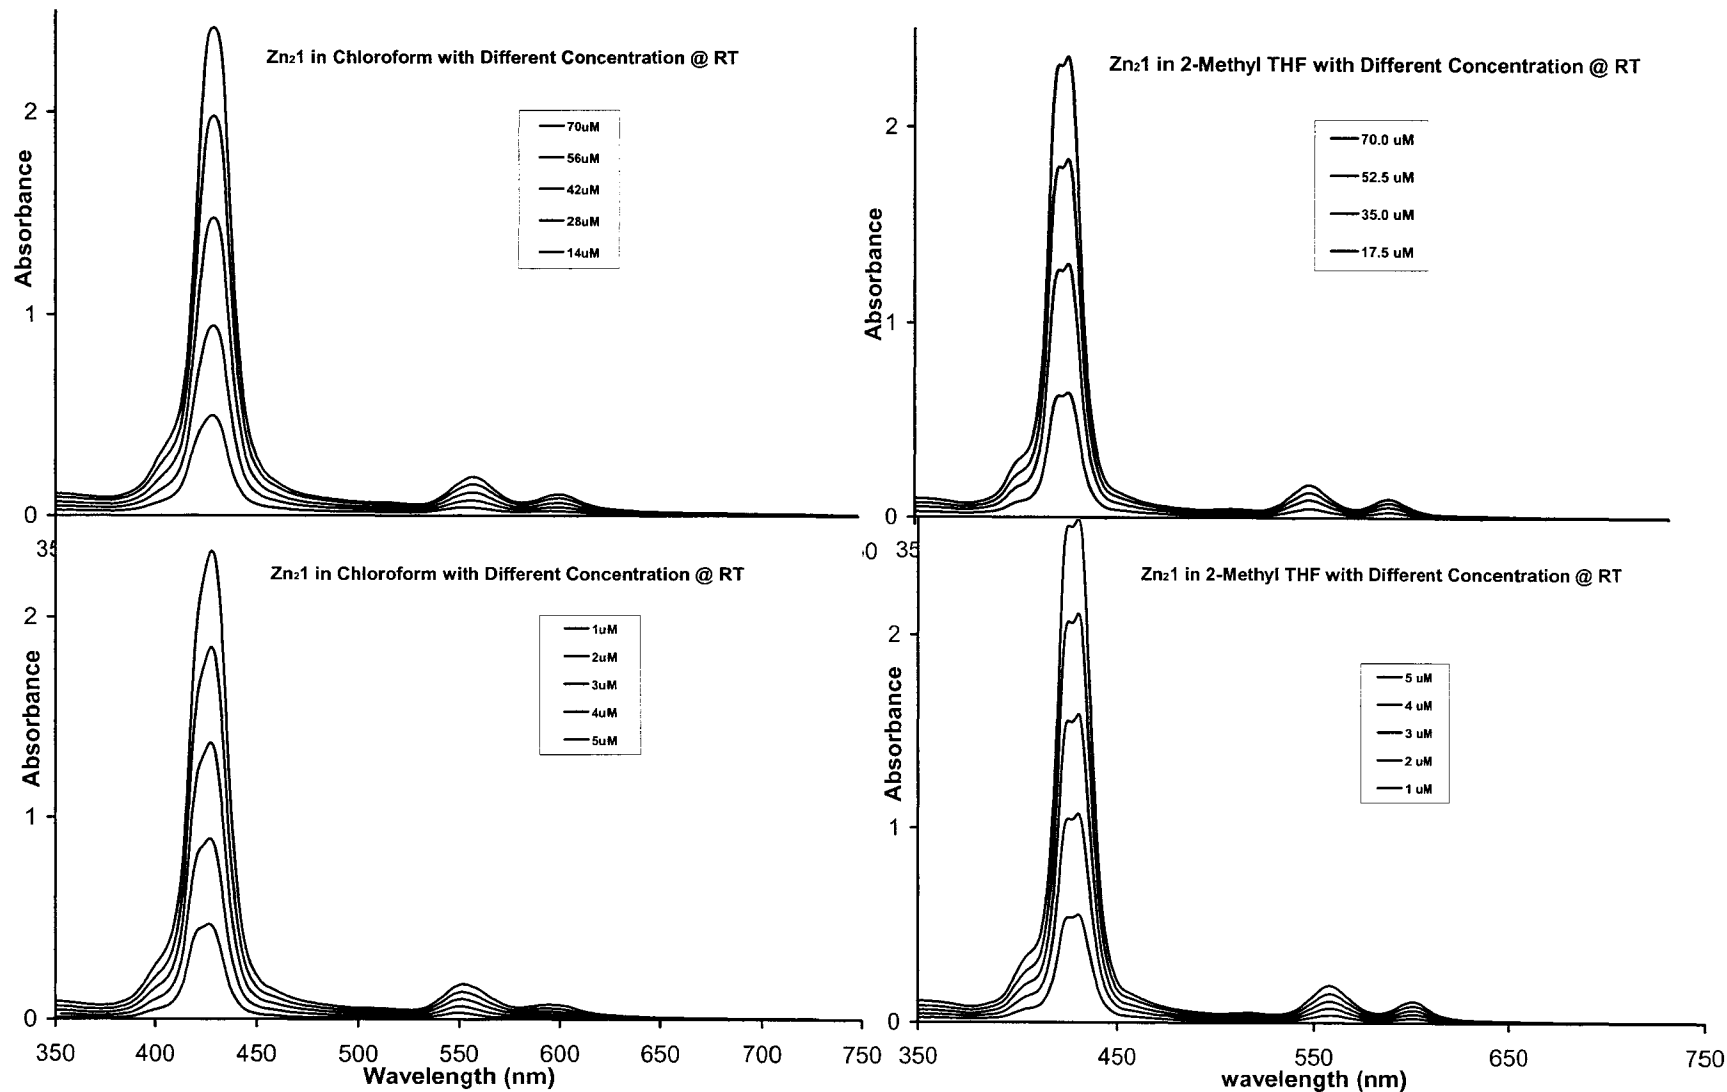 Zn₂1 in Chloroform with Different Concentration @ RT
Absorbance
2
1
0
70uM
56uM
42uM
28uM
14uM
Zn₂1 in 2-Methyl THF with Different Concentration @ RT
Absorbance
2
1
0
70.0 uM
52.5 uM
35.0 uM
17.5 uM
35
Zn₂1 in Chloroform with Different Concentration @ RT
Absorbance
2
1
0
1uM
2uM
3uM
4uM
5uM
350 400 450 500 550 600 650 700 750
Wavelength (nm)
0 35
Zn₂1 in 2-Methyl THF with Different Concentration @ RT
Absorbance
2
1
0
5 uM
4 uM
3 uM
2 uM
1 uM
350 450 550 650 750
wavelength (nm)